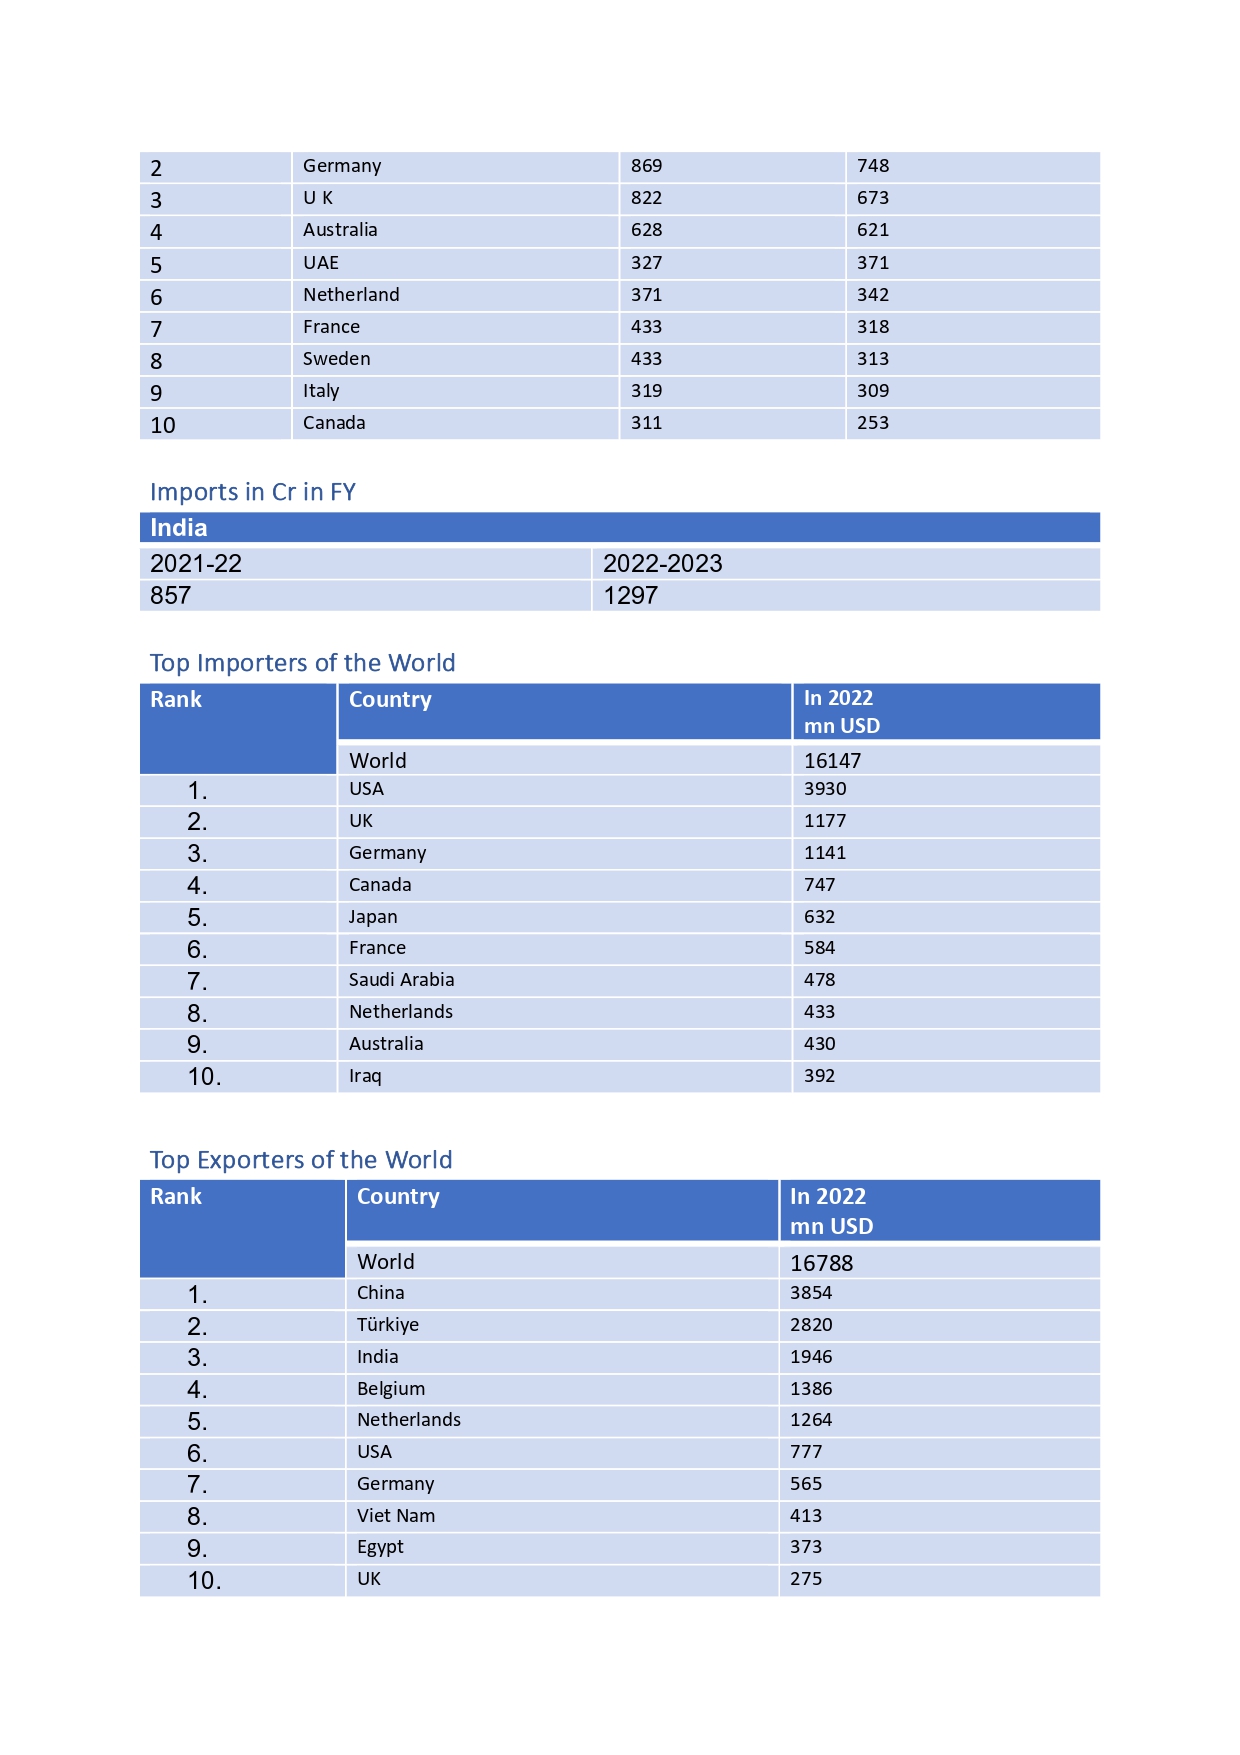 2 Germany 869 748
3 U K 822 673
4 Australia 628 621
5 UAE 327 371
6 Netherland 371 342
7 France 433 318
8 Sweden 433 313
9 Italy 319 309
10 Canada 311 253
Imports in Cr in FY
India
2021-22 2022-2023
857 1297
Top Importers of the World
Rank Country In 2022
mn USD
World 16147
1. USA 3930
2. UK 1177
3. Germany 1141
4. Canada 747
5. Japan 632
6. France 584
7. Saudi Arabia 478
8. Netherlands 433
9. Australia 430
10. Iraq 392
Top Exporters of the World
Rank Country In 2022
mn USD
World 16788
1. China 3854
2. Türkiye 2820
3. India 1946
4. Belgium 1386
5. Netherlands 1264
6. USA 777
7. Germany 565
8. Viet Nam 413
9. Egypt 373
10. UK 275